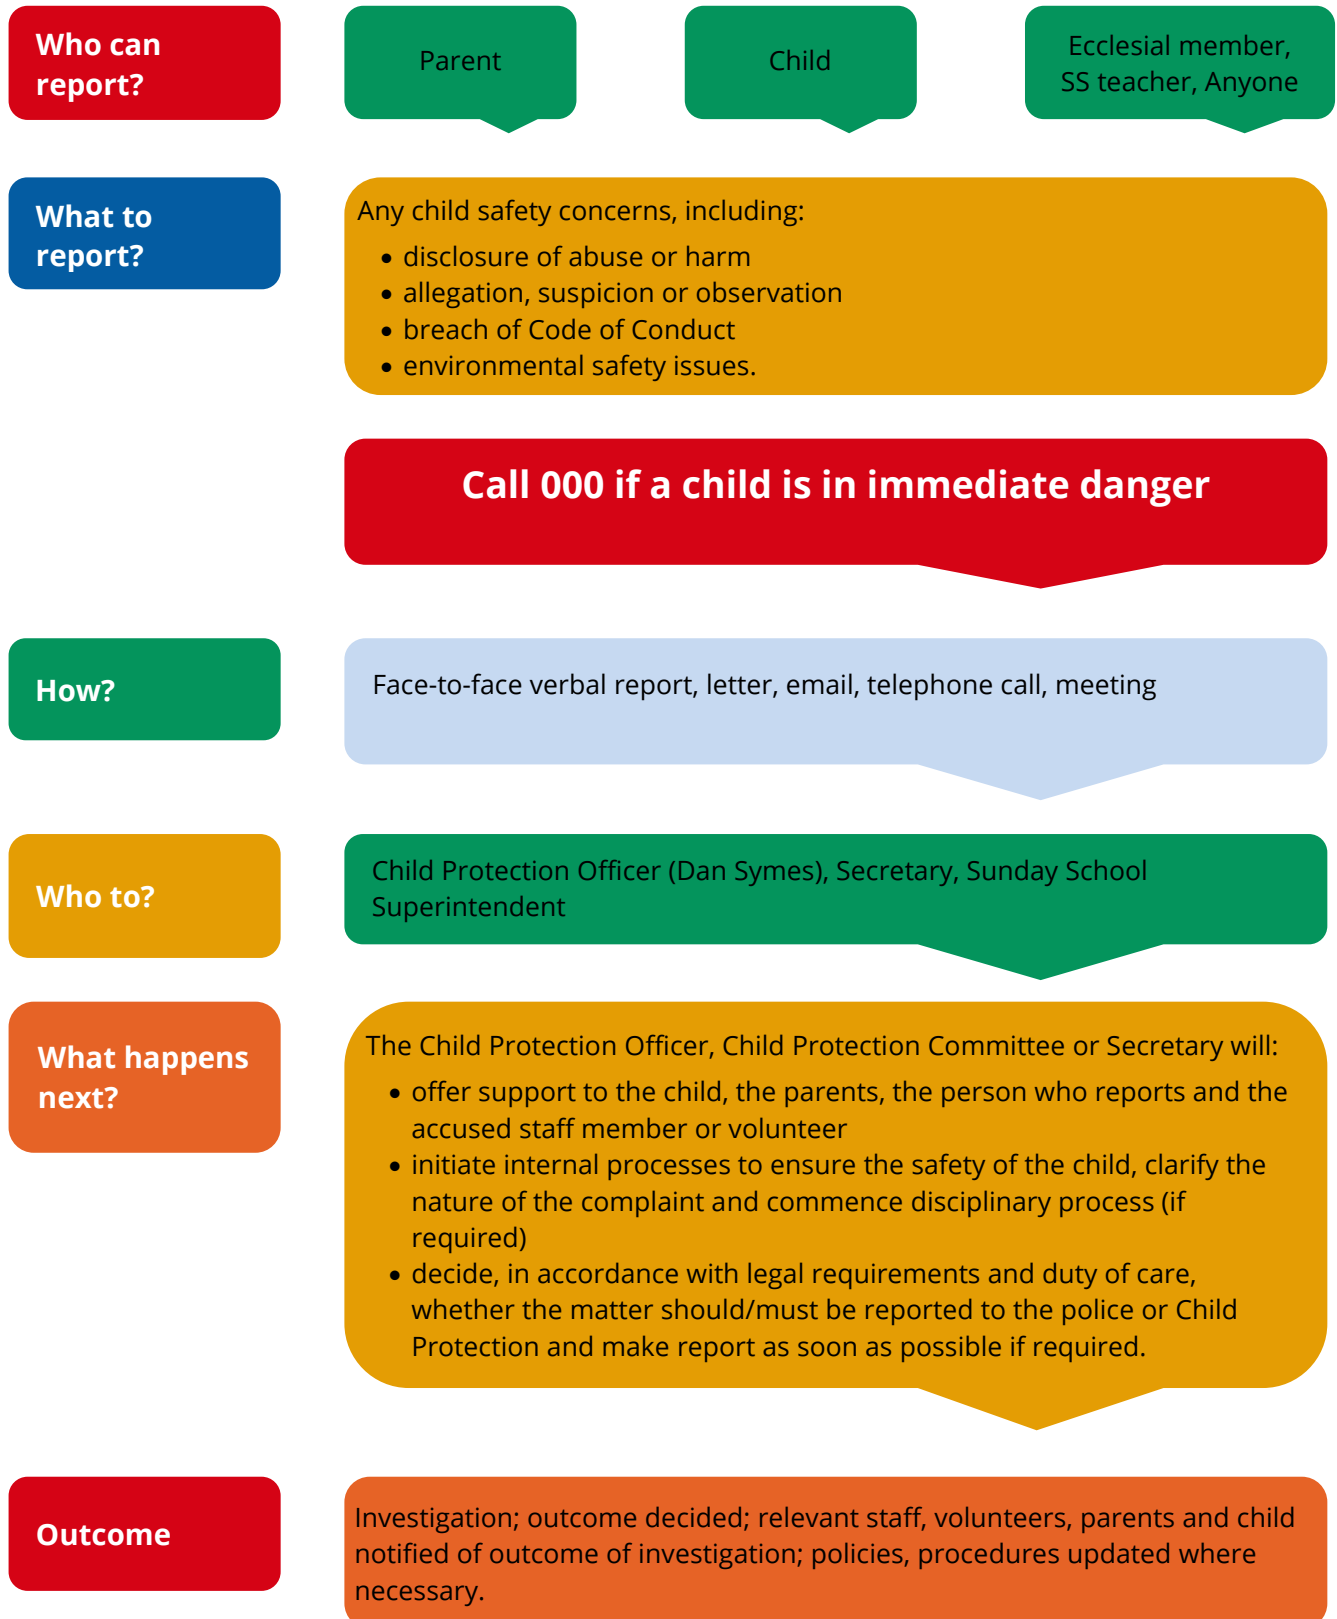 Who can
report?
Parent
Child
Ecclesial member,
SS teacher, Anyone
What to
report?
Any child safety concerns, including:
• disclosure of abuse or harm
• allegation, suspicion or observation
• breach of Code of Conduct
• environmental safety issues.
Call 000 if a child is in immediate danger
How?
Face-to-face verbal report, letter, email, telephone call, meeting
Who to?
Child Protection Officer (Dan Symes), Secretary, Sunday School
Superintendent
What happens
next?
The Child Protection Officer, Child Protection Committee or Secretary will:
• offer support to the child, the parents, the person who reports and the
accused staff member or volunteer
• initiate internal processes to ensure the safety of the child, clarify the
nature of the complaint and commence disciplinary process (if
required)
• decide, in accordance with legal requirements and duty of care,
whether the matter should/must be reported to the police or Child
Protection and make report as soon as possible if required.
Outcome
Investigation; outcome decided; relevant staff, volunteers, parents and child
notified of outcome of investigation; policies, procedures updated where
necessary.